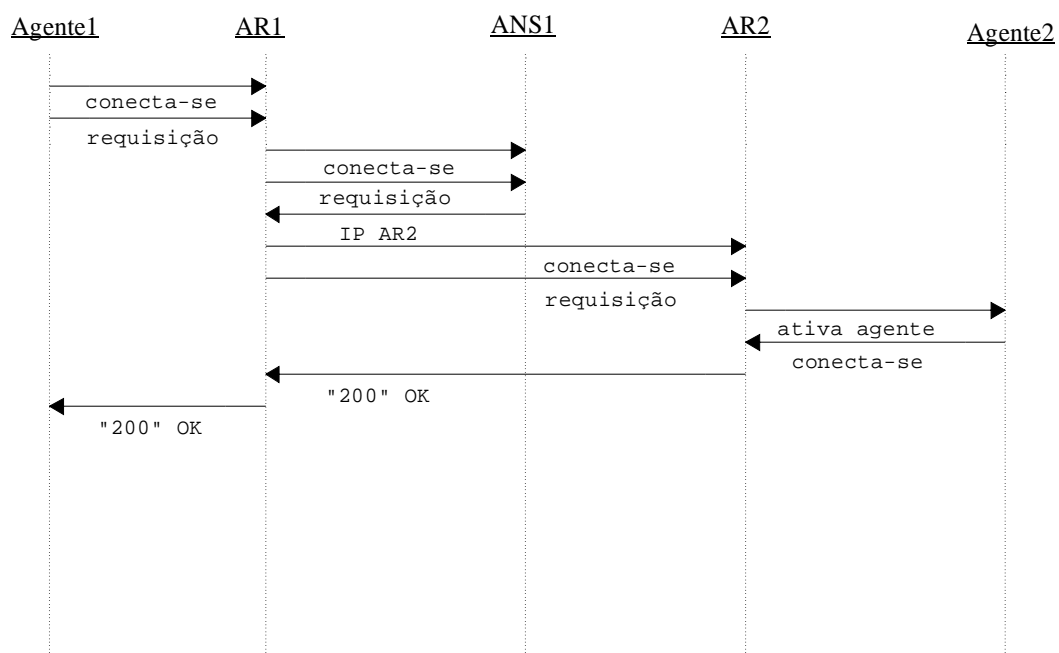 Agente1
AR1
ANS1
AR2
Agente2
conecta-se
requisição
conecta-se
requisição
IP AR2
conecta-se
requisição
ativa agente
conecta-se
"200" OK
"200" OK